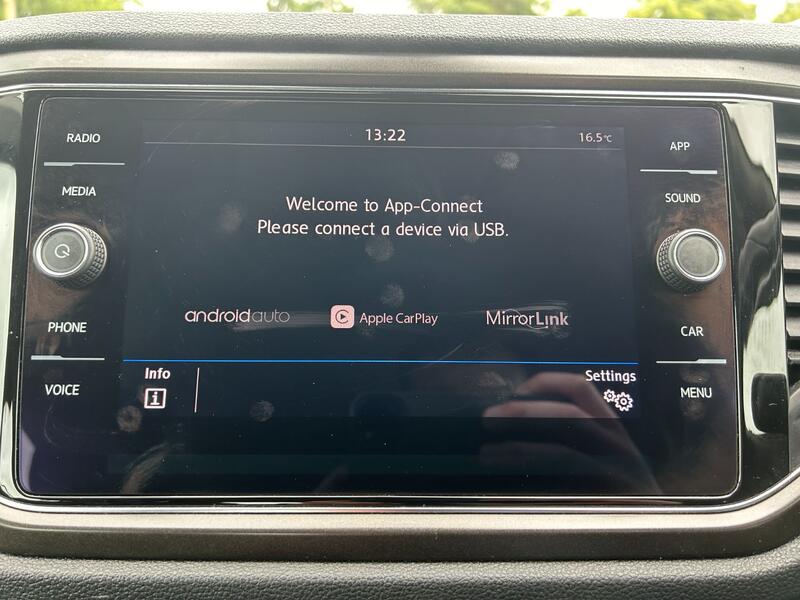 RADIO
13:22
16.5°C
APP
MEDIA
SOUND
Welcome to App-Connect
Please connect a device via USB.
androidauto
Apple CarPlay
MirrorLink
PHONE
CAR
Info
Settings
VOICE
MENU